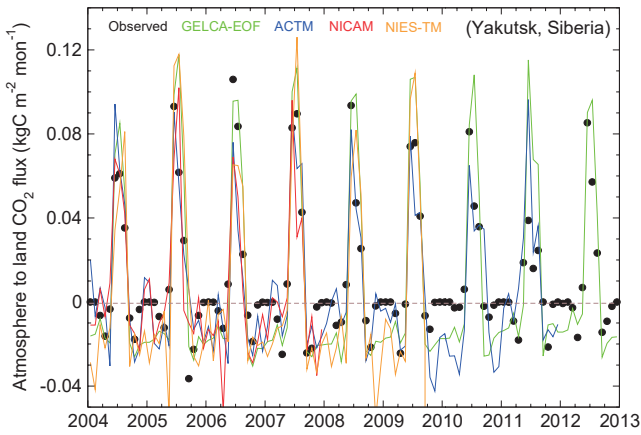 Observed GELCA-EOF ACTM NICAM NIES-TM (Yakutsk, Siberia)
Atmosphere to land CO2 flux (kgC m-2 mon-1)
0.12
0.08
0.04
0
-0.04
2004 2005 2006 2007 2008 2009 2010 2011 2012 2013